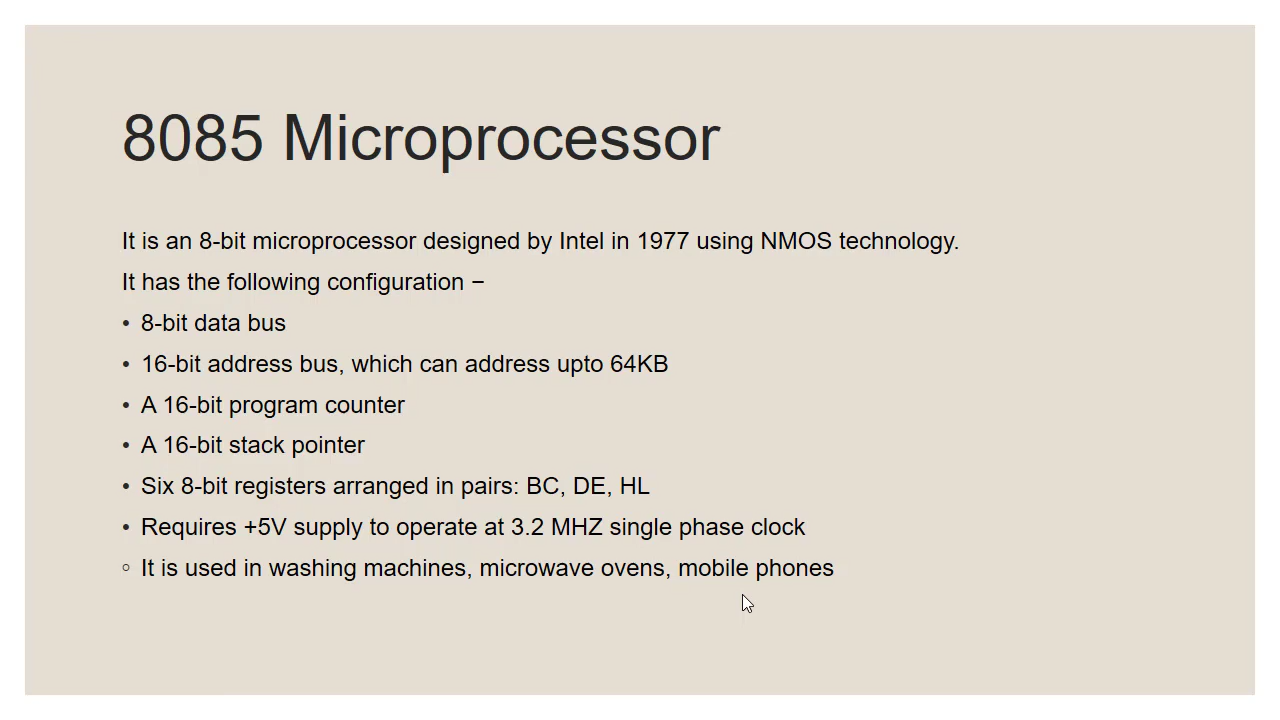 8085 Microprocessor
It is an 8-bit microprocessor designed by Intel in 1977 using NMOS technology.
It has the following configuration −
• 8-bit data bus
• 16-bit address bus, which can address upto 64KB
• A 16-bit program counter
• A 16-bit stack pointer
• Six 8-bit registers arranged in pairs: BC, DE, HL
• Requires +5V supply to operate at 3.2 MHZ single phase clock
◦ It is used in washing machines, microwave ovens, mobile phones